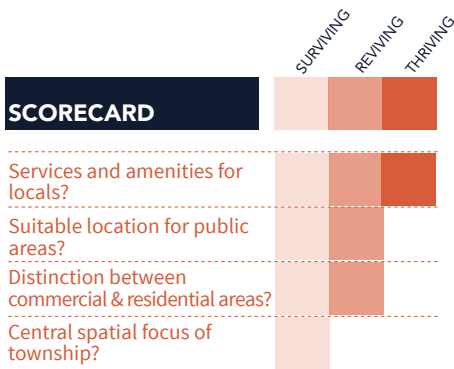 SURVIVING
REVIVING
THRIVING
SCORECARD
Services and amenities for
locals?
Suitable location for public
areas?
Distinction between
commercial & residential areas?
Central spatial focus of
township?